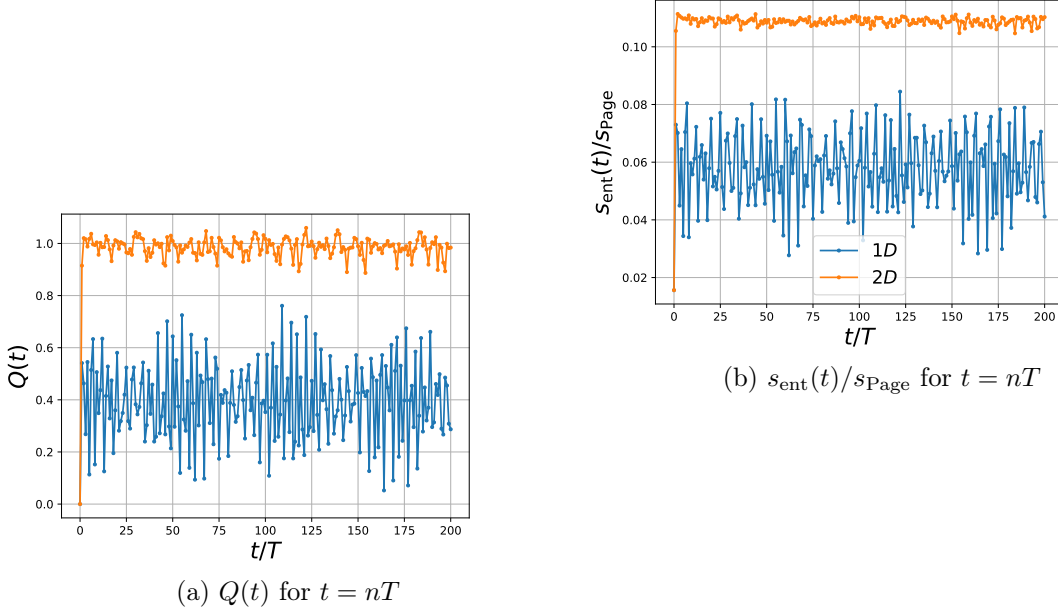 1.0
0.8
0.6
0.4
0.2
0.0
Q(t)
0 25 50 75 100 125 150 175 200
t/T
(a) Q(t) for t = nT
0.10
0.08
0.06
0.04
0.02
s_ent(t)/s_Page
1D
2D
0 25 50 75 100 125 150 175 200
t/T
(b) s_ent(t)/s_Page for t = nT